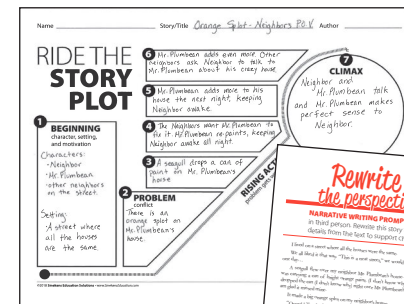 Name Story/Title Orange Splot - Neighbors P.O.V. Author
RIDE THE
STORY
PLOT
6 Mr. Plumbean adds even more. Other
neighbors ask Neighbor to talk to
Mr. Plumbean about his crazy house.
5 Mr. Plumbean adds more to his
house the next night, keeping
Neighbor awake.
4 The Neighbors want Mr. Plumbean to
fix it. Mr. Plumbean re-paints, keeping
Neighbor awake all night.
3 A seagull drops a can of
paint on Mr. Plumbean's
house
7
CLIMAX
Neighbor and
Mr. Plumbean talk
and Mr. Plumbean makes
perfect sense to
Neighbor.
1
BEGINNING
character, setting,
and motivation
Characters:
-Neighbor
-Mr. Plumbean
-other neighbors
on the street.
Setting:
-A street where
all the houses
are the same.
2
PROBLEM
conflict
There is an
orange splot on
Mr. Plumbean's
house.
RISING ACT
problem gets
Rewrite
the perspecti
NARRATIVE WRITING PROMP
in third person. Rewrite this story
details from the text to support ch